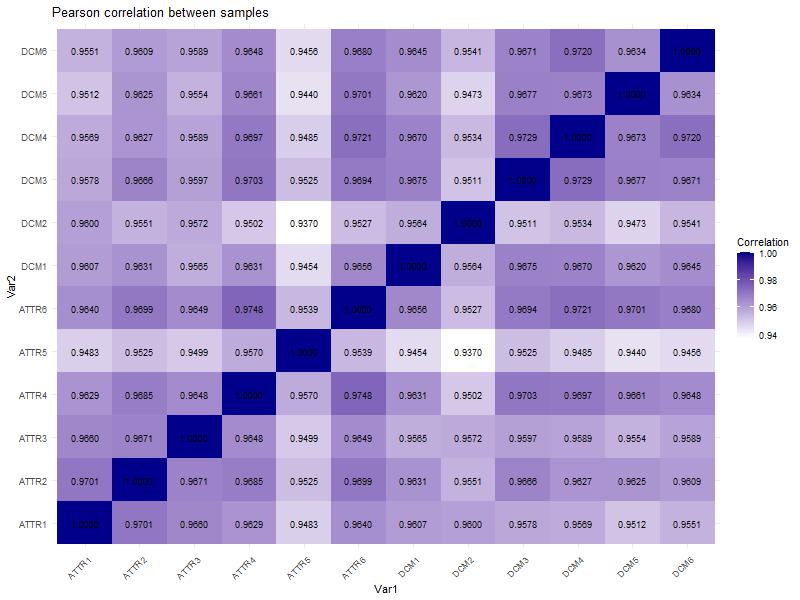 Pearson correlation between samples
DCM6 0.9551 0.9609 0.9589 0.9648 0.9456 0.9680 0.9645 0.9541 0.9671 0.9720 0.9634 1.0000
DCM5 0.9512 0.9625 0.9554 0.9661 0.9440 0.9701 0.9620 0.9473 0.9677 0.9673 1.0000 0.9634
DCM4 0.9569 0.9627 0.9589 0.9697 0.9485 0.9721 0.9670 0.9534 0.9729 1.0000 0.9673 0.9720
DCM3 0.9578 0.9666 0.9597 0.9703 0.9525 0.9694 0.9675 0.9511 1.0000 0.9729 0.9677 0.9671
DCM2 0.9600 0.9551 0.9572 0.9502 0.9370 0.9527 0.9564 1.0000 0.9511 0.9534 0.9473 0.9541
DCM1 0.9607 0.9631 0.9565 0.9631 0.9454 0.9656 1.0000 0.9564 0.9675 0.9670 0.9620 0.9645
ATTR6 0.9640 0.9699 0.9649 0.9748 0.9539 1.0000 0.9656 0.9527 0.9694 0.9721 0.9701 0.9680
ATTR5 0.9483 0.9525 0.9499 0.9570 1.0000 0.9539 0.9454 0.9370 0.9525 0.9485 0.9440 0.9456
ATTR4 0.9629 0.9685 0.9648 1.0000 0.9570 0.9748 0.9631 0.9502 0.9703 0.9697 0.9661 0.9648
ATTR3 0.9660 0.9671 1.0000 0.9648 0.9499 0.9649 0.9565 0.9572 0.9597 0.9589 0.9554 0.9589
ATTR2 0.9701 1.0000 0.9671 0.9685 0.9525 0.9699 0.9631 0.9551 0.9666 0.9627 0.9625 0.9609
ATTR1 1.0000 0.9701 0.9660 0.9629 0.9483 0.9640 0.9607 0.9600 0.9578 0.9569 0.9512 0.9551
ATTR1 ATTR2 ATTR3 ATTR4 ATTR5 ATTR6 DCM1 DCM2 DCM3 DCM4 DCM5 DCM6
Var1
Var2
Correlation
1.00
0.98
0.96
0.94